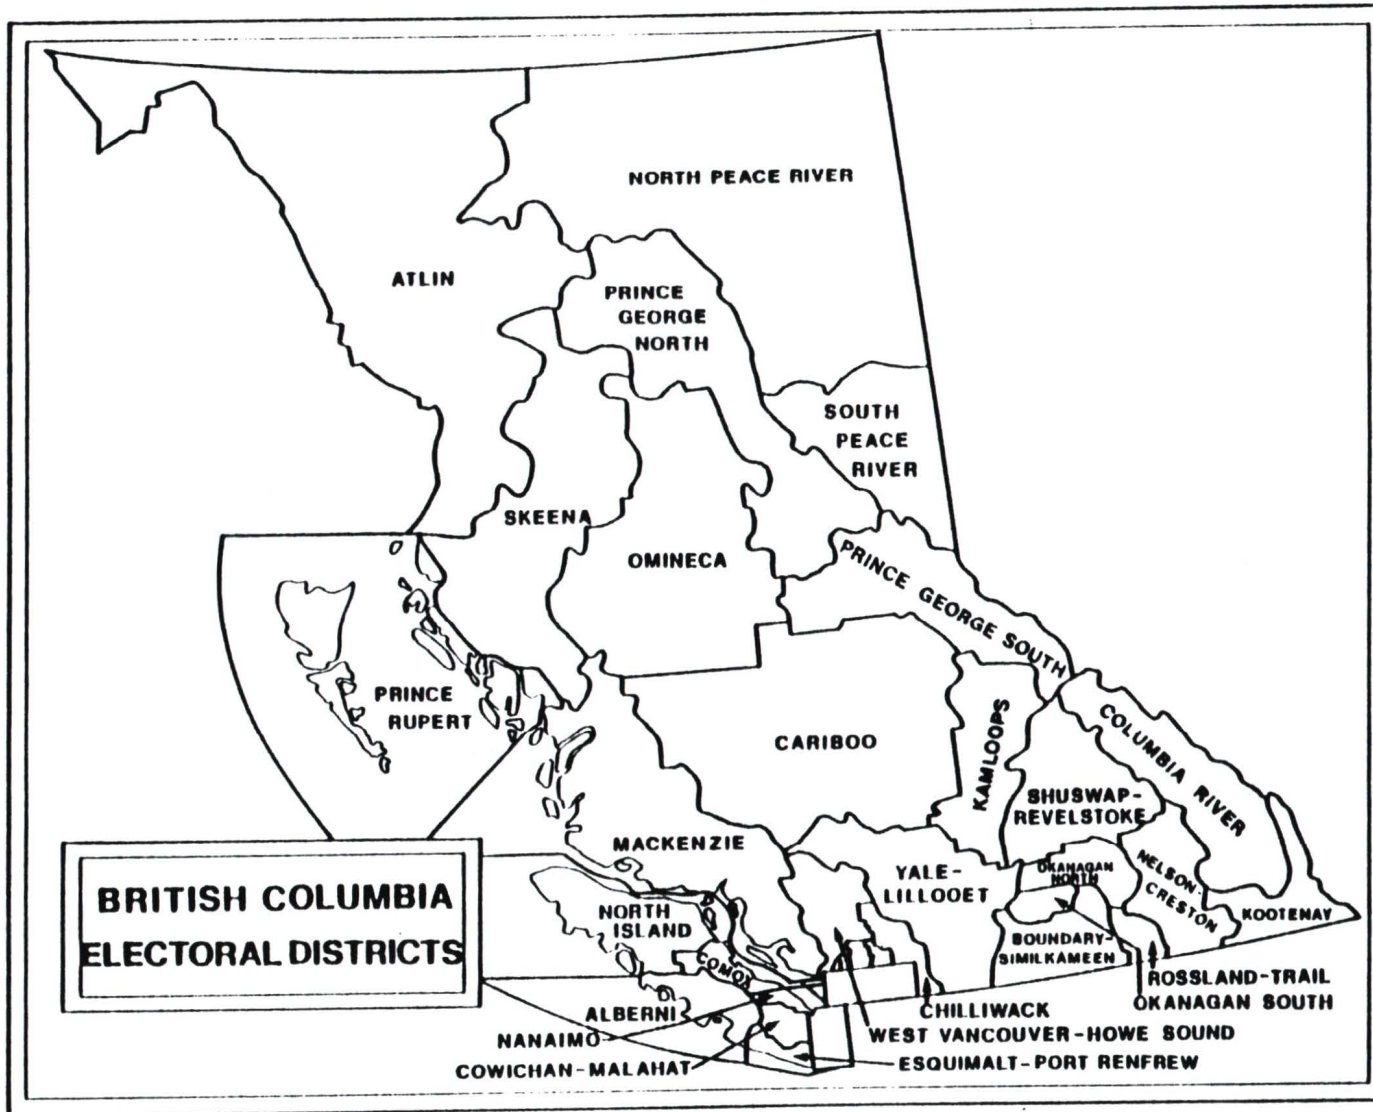 NORTH PEACE RIVER
ATLIN
PRINCE
GEORGE
NORTH
SOUTH
PEACE
RIVER
SKEENA
OMINECA
PRINCE GEORGE SOUTH
PRINCE
RUPERT
CARIBOO
KAMLOOPS
COLUMBIA RIVER
SHUSWAP-
REVELSTOKE
MACKENZIE
YALE-
LILLOOET
OKANAGAN
NORTH
NELSON-
CRESTON
KOOTENAY
BRITISH COLUMBIA
ELECTORAL DISTRICTS
NORTH
ISLAND
COMOX
BOUNDARY-
SIMILKAMEEN
ROSSLAND-TRAIL
OKANAGAN SOUTH
ALBERNI
CHILLIWACK
NANAIMO
WEST VANCOUVER-HOWE SOUND
COWICHAN-MALAHAT
ESQUIMALT-PORT RENFREW